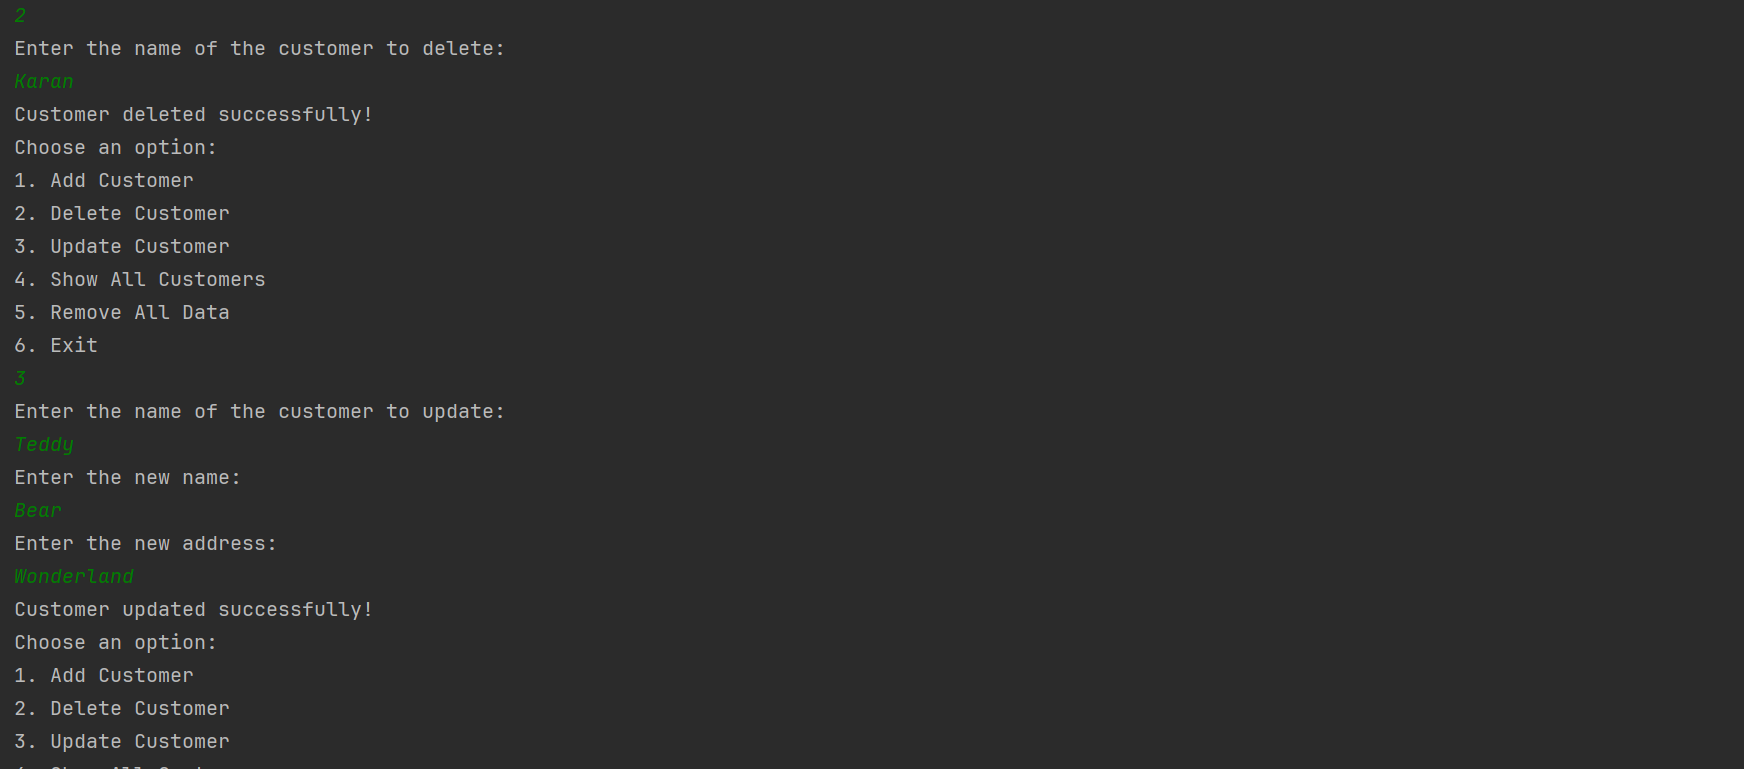 2
Enter the name of the customer to delete:
Karan
Customer deleted successfully!
Choose an option:
1. Add Customer
2. Delete Customer
3. Update Customer
4. Show All Customers
5. Remove All Data
6. Exit
3
Enter the name of the customer to update:
Teddy
Enter the new name:
Bear
Enter the new address:
Wonderland
Customer updated successfully!
Choose an option:
1. Add Customer
2. Delete Customer
3. Update Customer